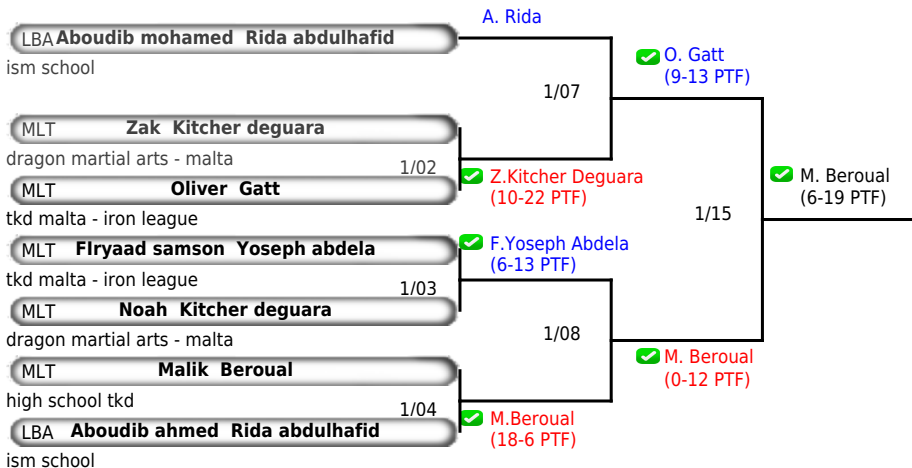 A. Rida
LBA Aboudib mohamed Rida abdulhafid
ism school
O. Gatt
(9-13 PTF)
1/07
MLT Zak Kitcher deguara
dragon martial arts - malta
1/02
Z.Kitcher Deguara
(10-22 PTF)
MLT Oliver Gatt
tkd malta - iron league
M. Beroual
(6-19 PTF)
1/15
MLT FIryaad samson Yoseph abdela
F.Yoseph Abdela
(6-13 PTF)
tkd malta - iron league
1/03
MLT Noah Kitcher deguara
dragon martial arts - malta
1/08
MLT Malik Beroual
high school tkd
M. Beroual
(0-12 PTF)
1/04
M.Beroual
(18-6 PTF)
LBA Aboudib ahmed Rida abdulhafid
ism school